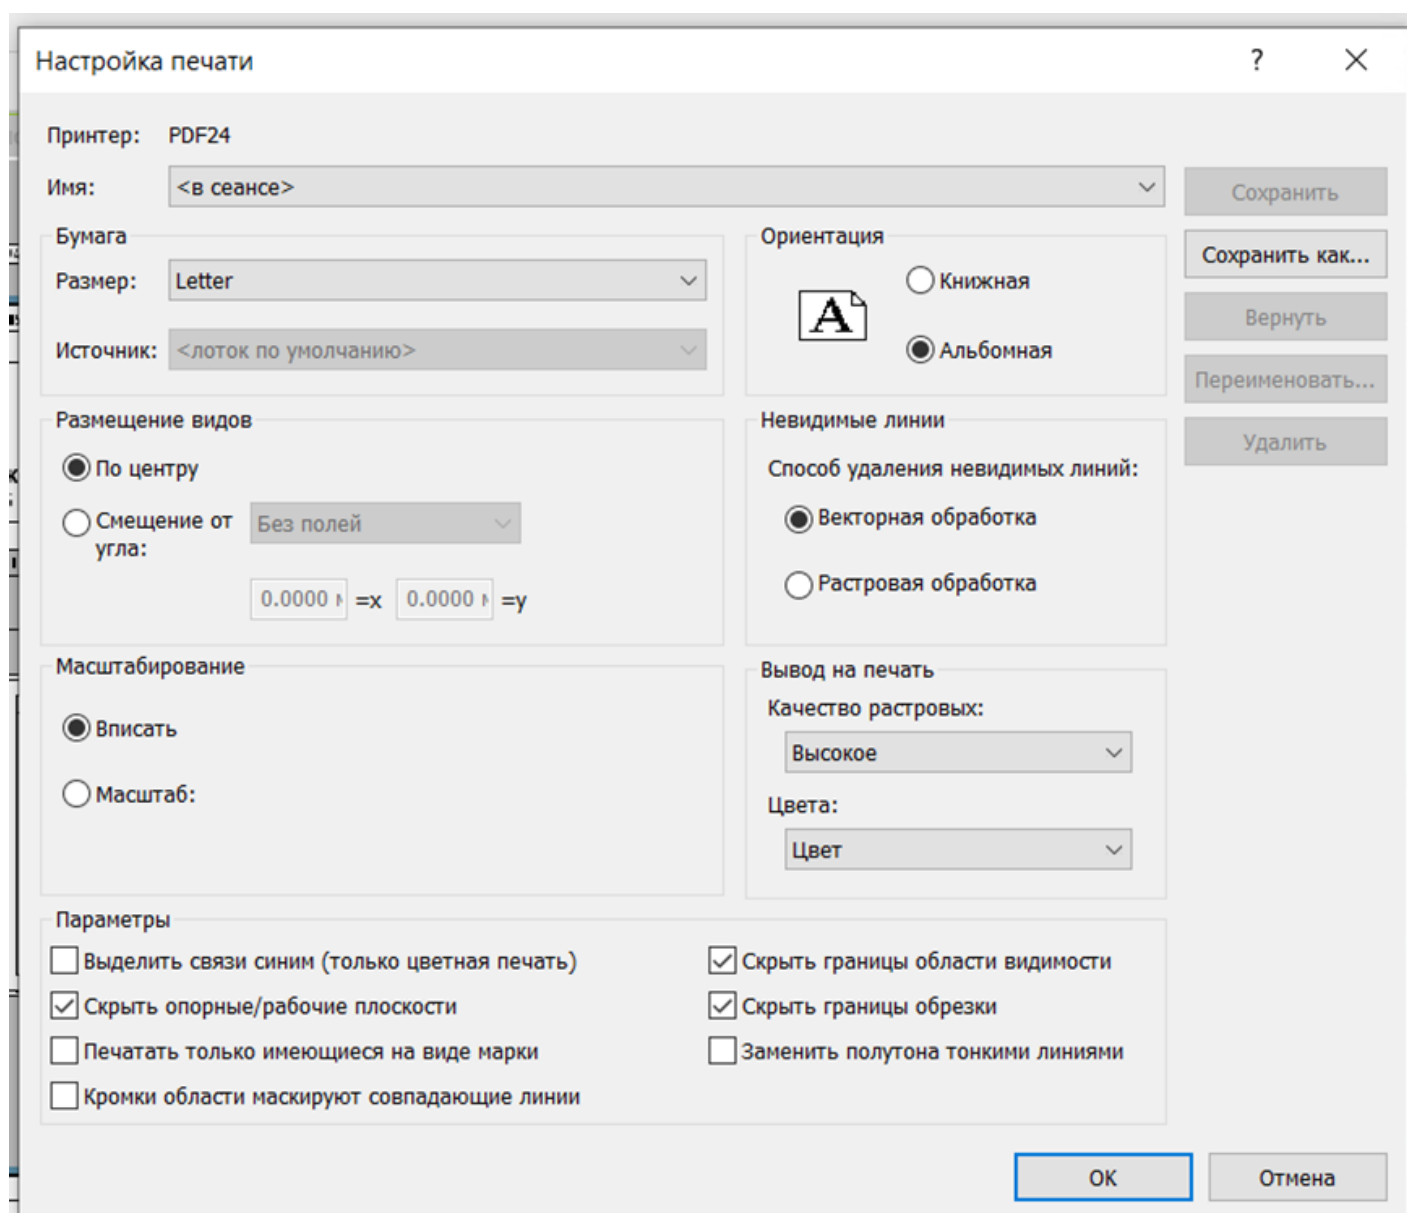 Настройка печати
?
Принтер: PDF24
Имя: <в сеансе>
Сохранить
Сохранить как...
Вернуть
Переименовать...
Удалить
Бумага
Размер: Letter
Источник: <лоток по умолчанию>
Ориентация
A
Книжная
Альбомная
Размещение видов
По центру
Смещение от
угла:
Без полей
0.0000 =x 0.0000 =y
Невидимые линии
Способ удаления невидимых линий:
Векторная обработка
Растровая обработка
Масштабирование
Вписать
Масштаб:
Вывод на печать
Качество растровых:
Высокое
Цвета:
Цвет
Параметры
Выделить связи синим (только цветная печать)
Скрыть опорные/рабочие плоскости
Печатать только имеющиеся на виде марки
Кромки области маскируют совпадающие линии
Скрыть границы области видимости
Скрыть границы обрезки
Заменить полутона тонкими линиями
ОК
Отмена